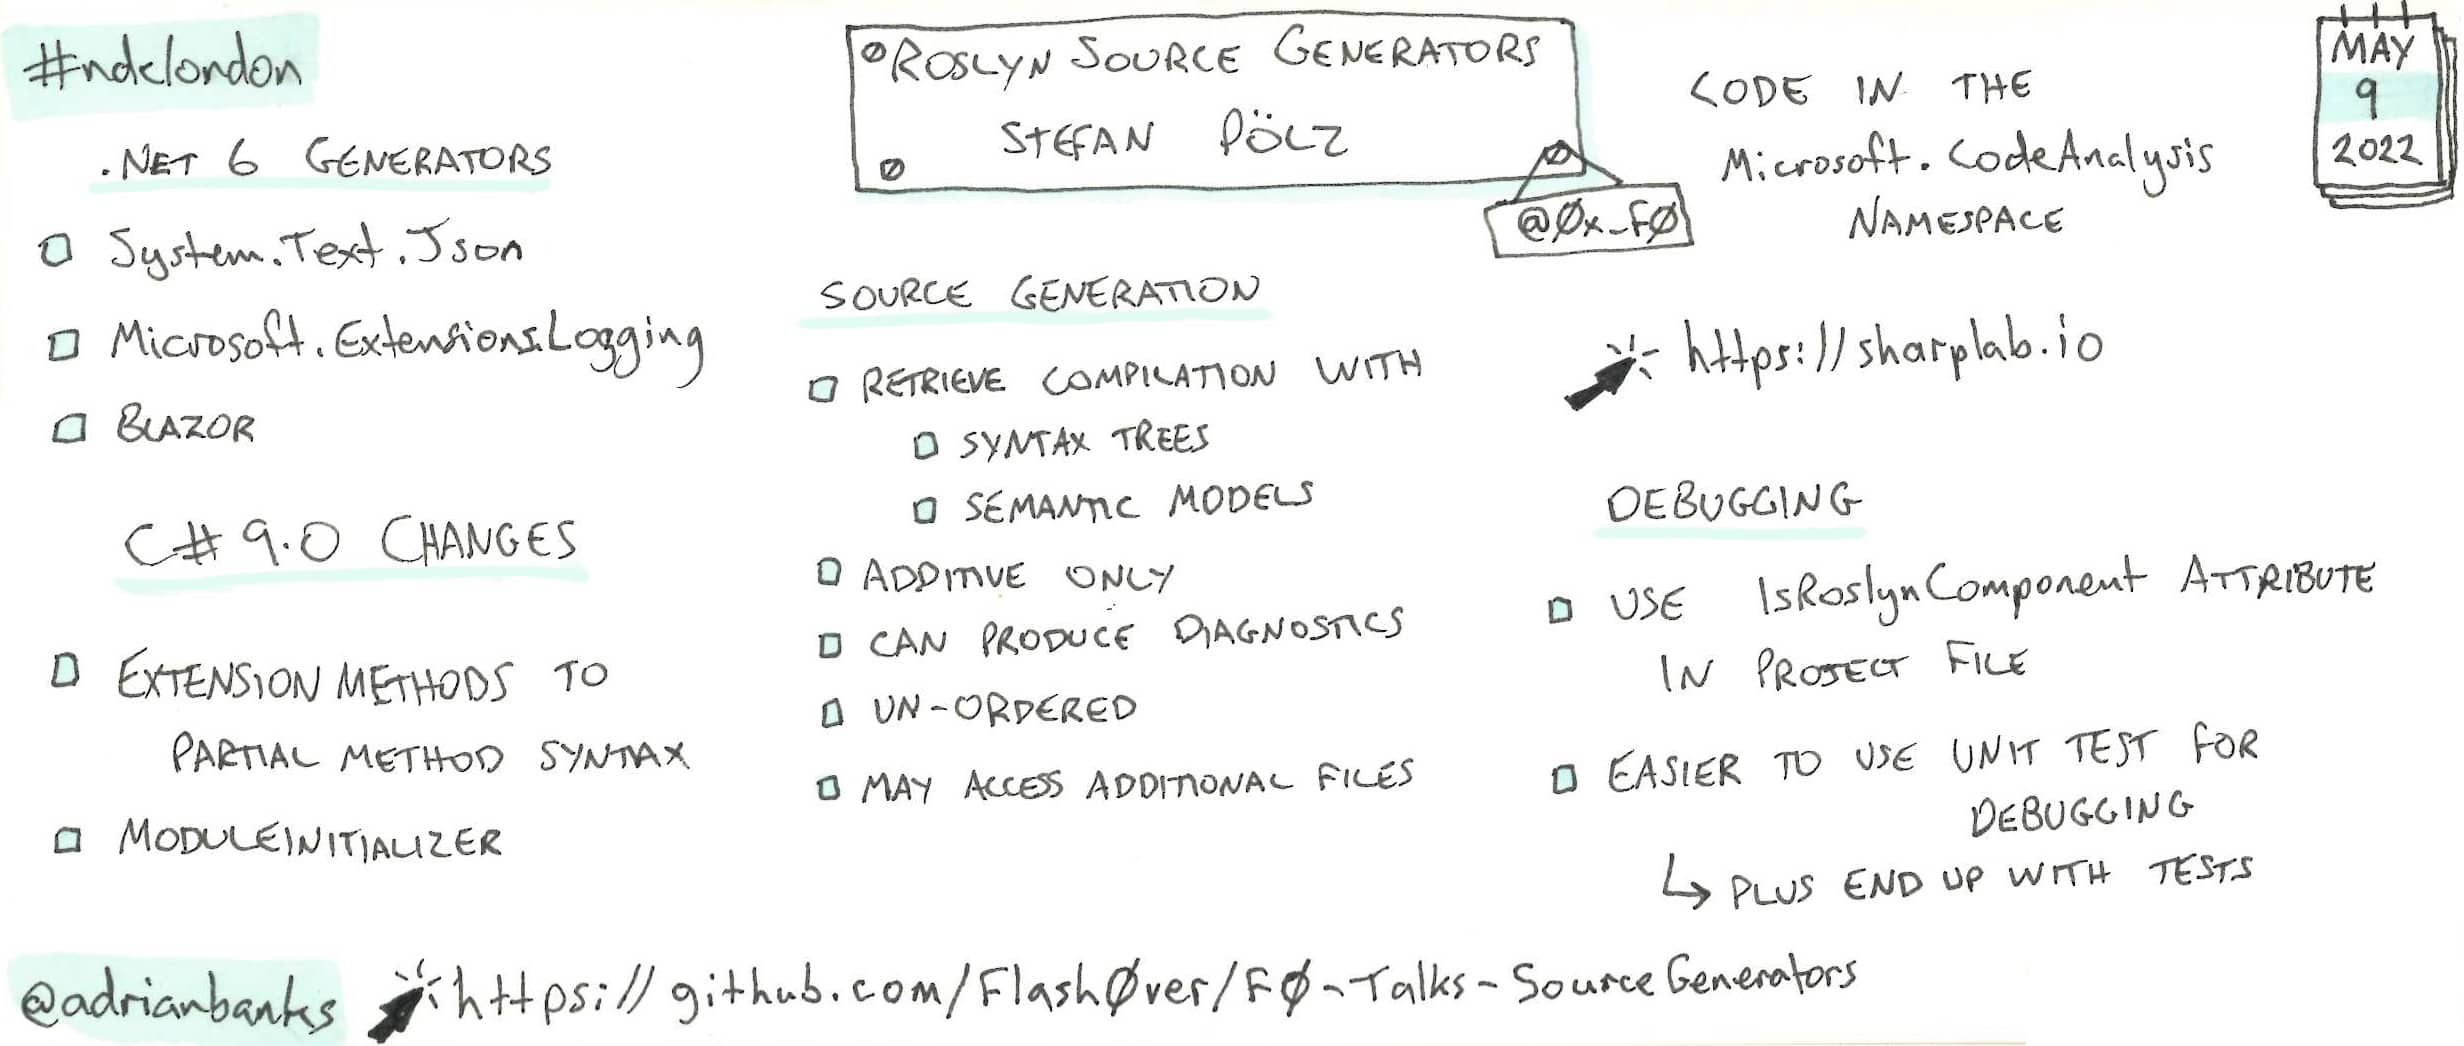 #ndclondon
.NET 6 GENERATORS
System.Text.Json
Microsoft.Extensions.Logging
BLAZOR
C# 9.0 CHANGES
EXTENSION METHODS TO
PARTIAL METHOD SYNTAX
MODULEINITIALIZER
ROSLYN SOURCE GENERATORS
STEFAN PÖLZ
@Øx_FØ
SOURCE GENERATION
RETRIEVE COMPILATION WITH
SYNTAX TREES
SEMANTIC MODELS
ADDITIVE ONLY
CAN PRODUCE DIAGNOSTICS
UN-ORDERED
MAY ACCESS ADDITIONAL FILES
CODE IN THE
Microsoft.CodeAnalysis
NAMESPACE
MAY
9
2022
https://sharplab.io
DEBUGGING
USE IsRoslynComponent ATTRIBUTE
IN PROJECT FILE
EASIER TO USE UNIT TEST FOR
DEBUGGING
↳ PLUS END UP WITH TESTS
@adrianbanks
https://github.com/FlashØver/FØ-Talks-SourceGenerators